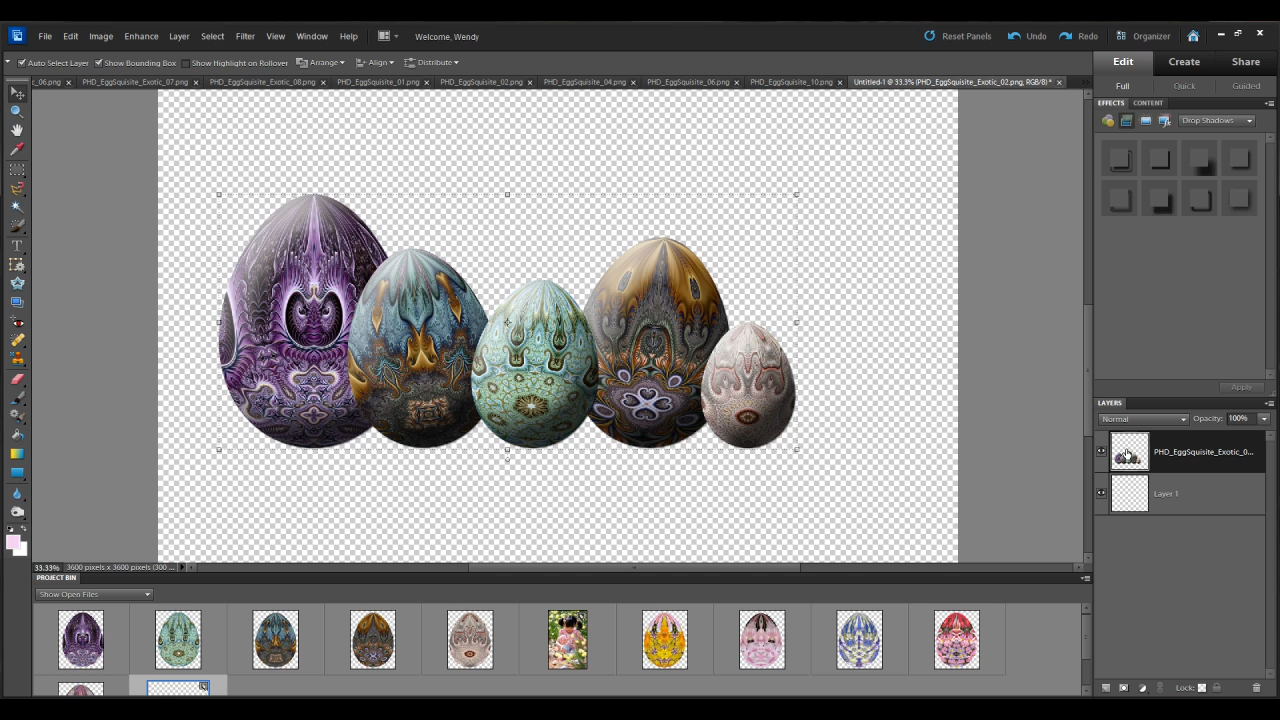 File Edit Image Enhance Layer Select Filter View Window Help Welcome, Wendy Reset Panels Undo Redo Organizer
Auto Select Layer Show Bounding Box Show Highlight on Rollover Arrange Align Distribute
Edit Create Share
c_06.png × PHD_EggSquisite_Exotic_07.png × PHD_EggSquisite_Exotic_08.png × PHD_EggSquisite_01.png × PHD_EggSquisite_02.png × PHD_EggSquisite_04.png × PHD_EggSquisite_06.png × PHD_EggSquisite_10.png × Untitled-1 @ 33.3% (PHD_EggSquisite_Exotic_02.png, RGB/8) * ×
Full Quick Guided
EFFECTS CONTENT
Drop Shadows
Apply
LAYERS
Normal Opacity: 100%
PHD_EggSquisite_Exotic_0...
Layer 1
33.33% 3600 pixels x 3600 pixels (300 ...
PROJECT BIN
Show Open Files
Lock: